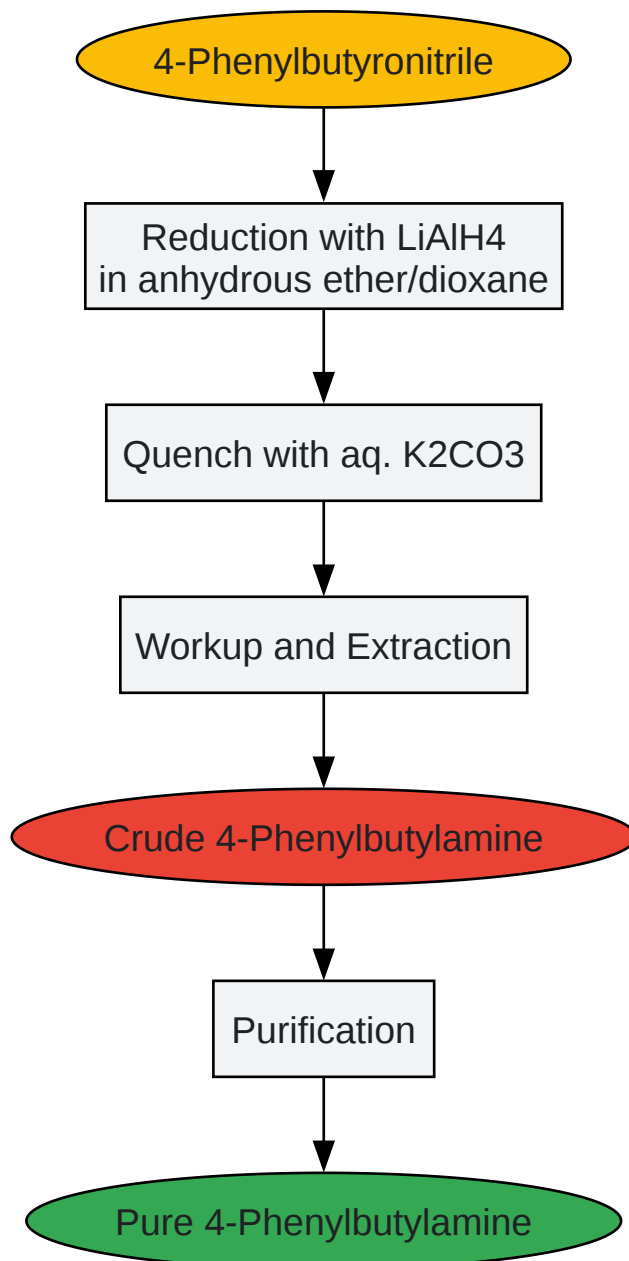 4-Phenylbutyronitrile
Reduction with LiAlH4
in anhydrous ether/dioxane
Quench with aq. K2CO3
Workup and Extraction
Crude 4-Phenylbutylamine
Purification
Pure 4-Phenylbutylamine